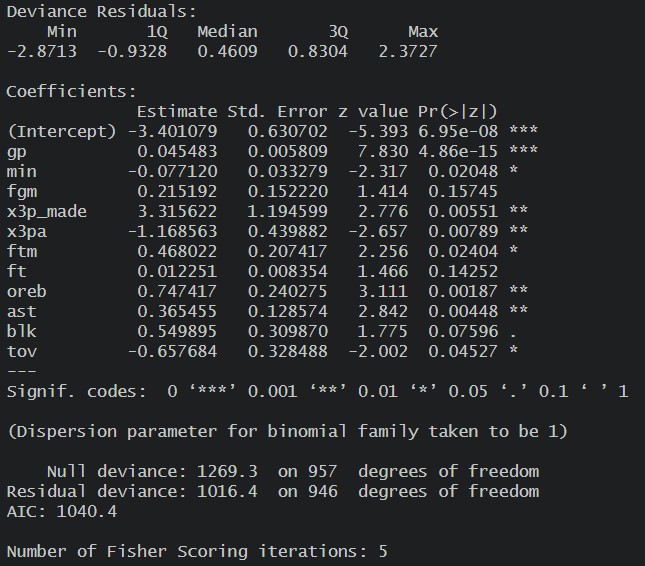 Deviance Residuals:
    Min       1Q   Median       3Q      Max
-2.8713  -0.9328   0.4609   0.8304   2.3727
Coefficients:
             Estimate Std. Error z value Pr(>|z|)
(Intercept) -3.401079   0.630702  -5.393 6.95e-08 ***
gp           0.045483   0.005809   7.830 4.86e-15 ***
min         -0.077120   0.033279  -2.317  0.02048 *
fgm          0.215192   0.152220   1.414  0.15745
x3p_made     3.315622   1.194599   2.776  0.00551 **
x3pa        -1.168563   0.439882  -2.657  0.00789 **
ftm          0.468022   0.207417   2.256  0.02404 *
ft           0.012251   0.008354   1.466  0.14252
oreb         0.747417   0.240275   3.111  0.00187 **
ast          0.365455   0.128574   2.842  0.00448 **
blk          0.549895   0.309870   1.775  0.07596 .
tov         -0.657684   0.328488  -2.002  0.04527 *
---
Signif. codes:  0 ‘***’ 0.001 ‘**’ 0.01 ‘*’ 0.05 ‘.’ 0.1 ‘ ’ 1
(Dispersion parameter for binomial family taken to be 1)
    Null deviance: 1269.3  on 957  degrees of freedom
Residual deviance: 1016.4  on 946  degrees of freedom
AIC: 1040.4
Number of Fisher Scoring iterations: 5